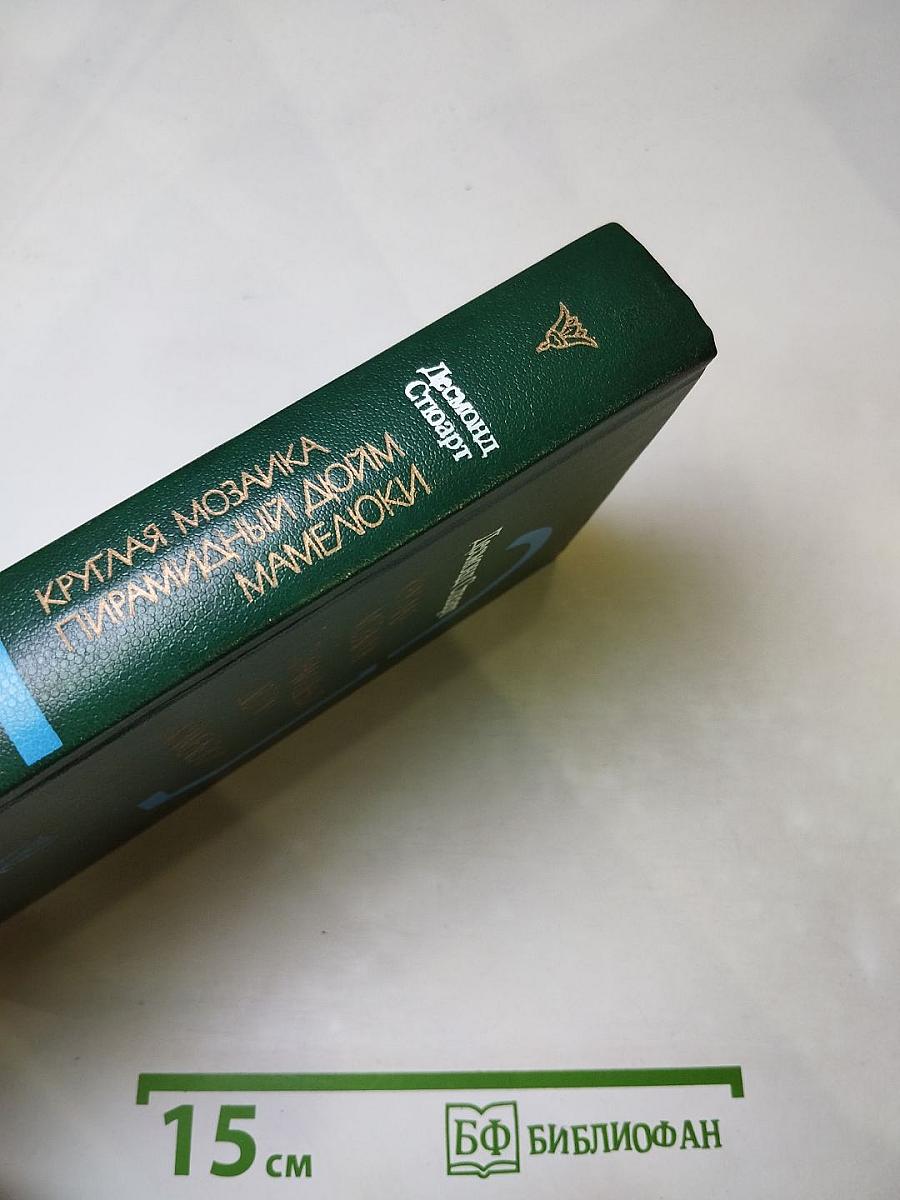 Десмонд
Стюарт
КРУГЛАЯ МОЗАИКА
ПИРАМИДНЫЙ ДЮЙМ
МАМЕЛЮКИ
15 см
БФ БИБЛИОФАН